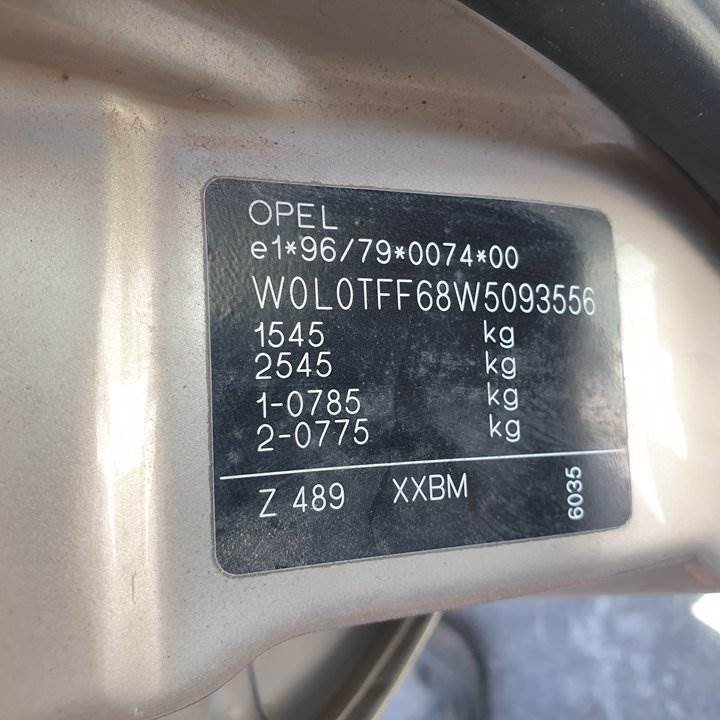 OPEL
e1*96/79*0074*00
W0L0TFF68W5093556
1545 kg
2545 kg
1-0785 kg
2-0775 kg
Z 489 XXBM 6035